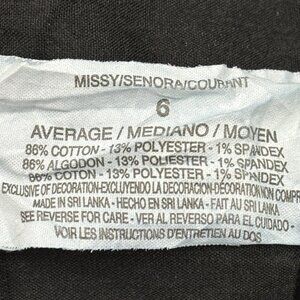 MISSY/SENORA/COURANT
6
AVERAGE / MEDIANO / MOYEN
86% COTTON - 13% POLYESTER - 1% SPANDEX
86% ALGODON - 13% POLIESTER - 1% SPANDEX
86% COTON - 13% POLYESTER - 1% SPANDEX
EXCLUSIVE OF DECORATION-EXCLUYENDO LA DECORACION-DECORATION NON COMPR
MADE IN SRI LANKA - HECHO EN SRI LANKA - FAIT AU SRI LANKA
SEE REVERSE FOR CARE - VER AL REVERSO PARA EL CUIDADO -
VOIR LES INSTRUCTIONS D'ENTRETIEN AU DOS